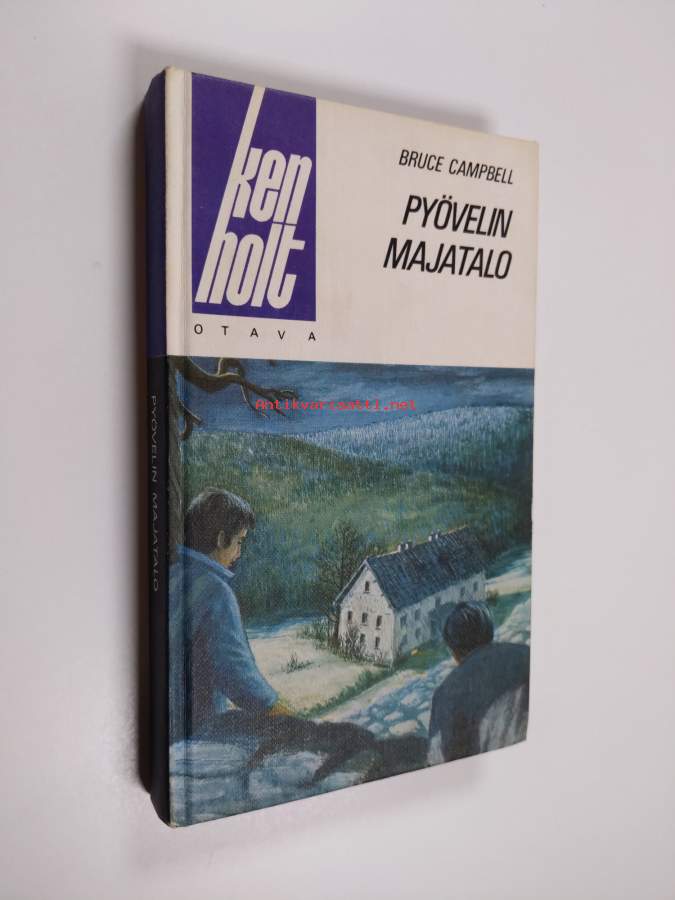 ken
holt
OTAVA
BRUCE CAMPBELL
PYÖVELIN
MAJATALO
Antikvariaatti.net
PYÖVELIN MAJATALO